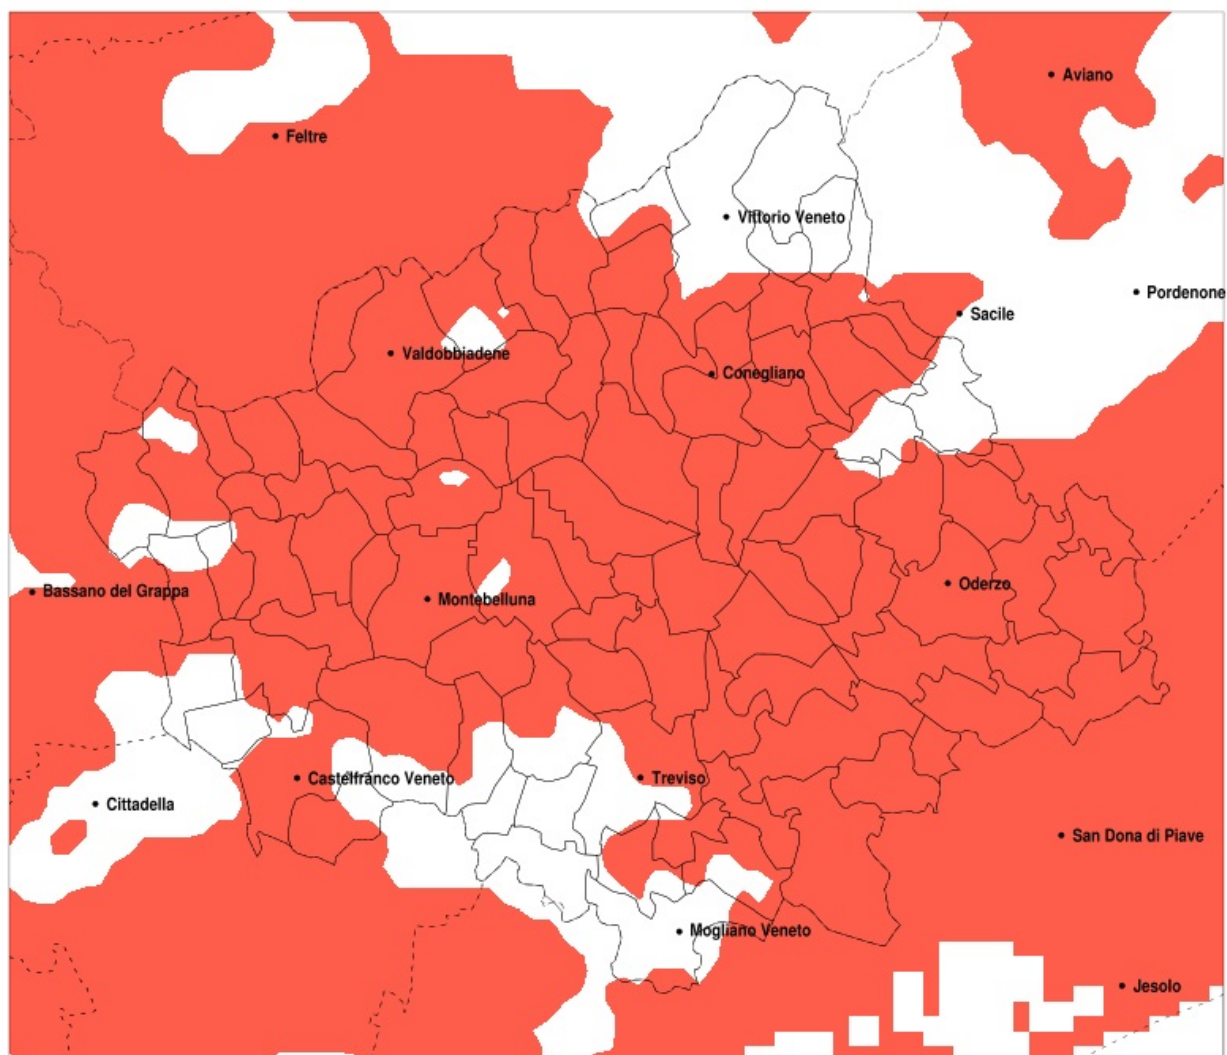 Aviano
Feltre
Vittorio Veneto
Pordenone
Sacile
Valdobbiadene
Conegliano
Bassano del Grappa
Montebelluna
Oderzo
Castelfranco Veneto
Treviso
Cittadella
San Dona di Piave
Mogliano Veneto
Jesolo